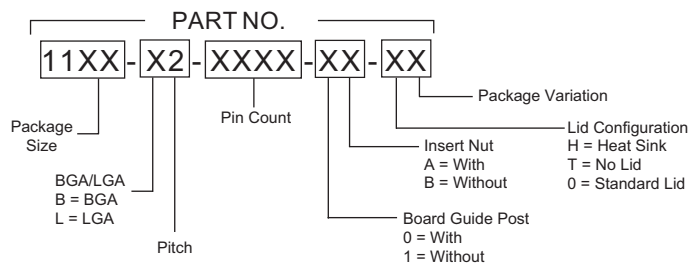 PART NO.
11XX-X2-XXXX-XX-XX
Package Variation
Pin Count
Package
Size
Lid Configuration
H = Heat Sink
T = No Lid
0 = Standard Lid
Insert Nut
A = With
B = Without
BGA/LGA
B = BGA
L = LGA
Board Guide Post
0 = With
1 = Without
Pitch